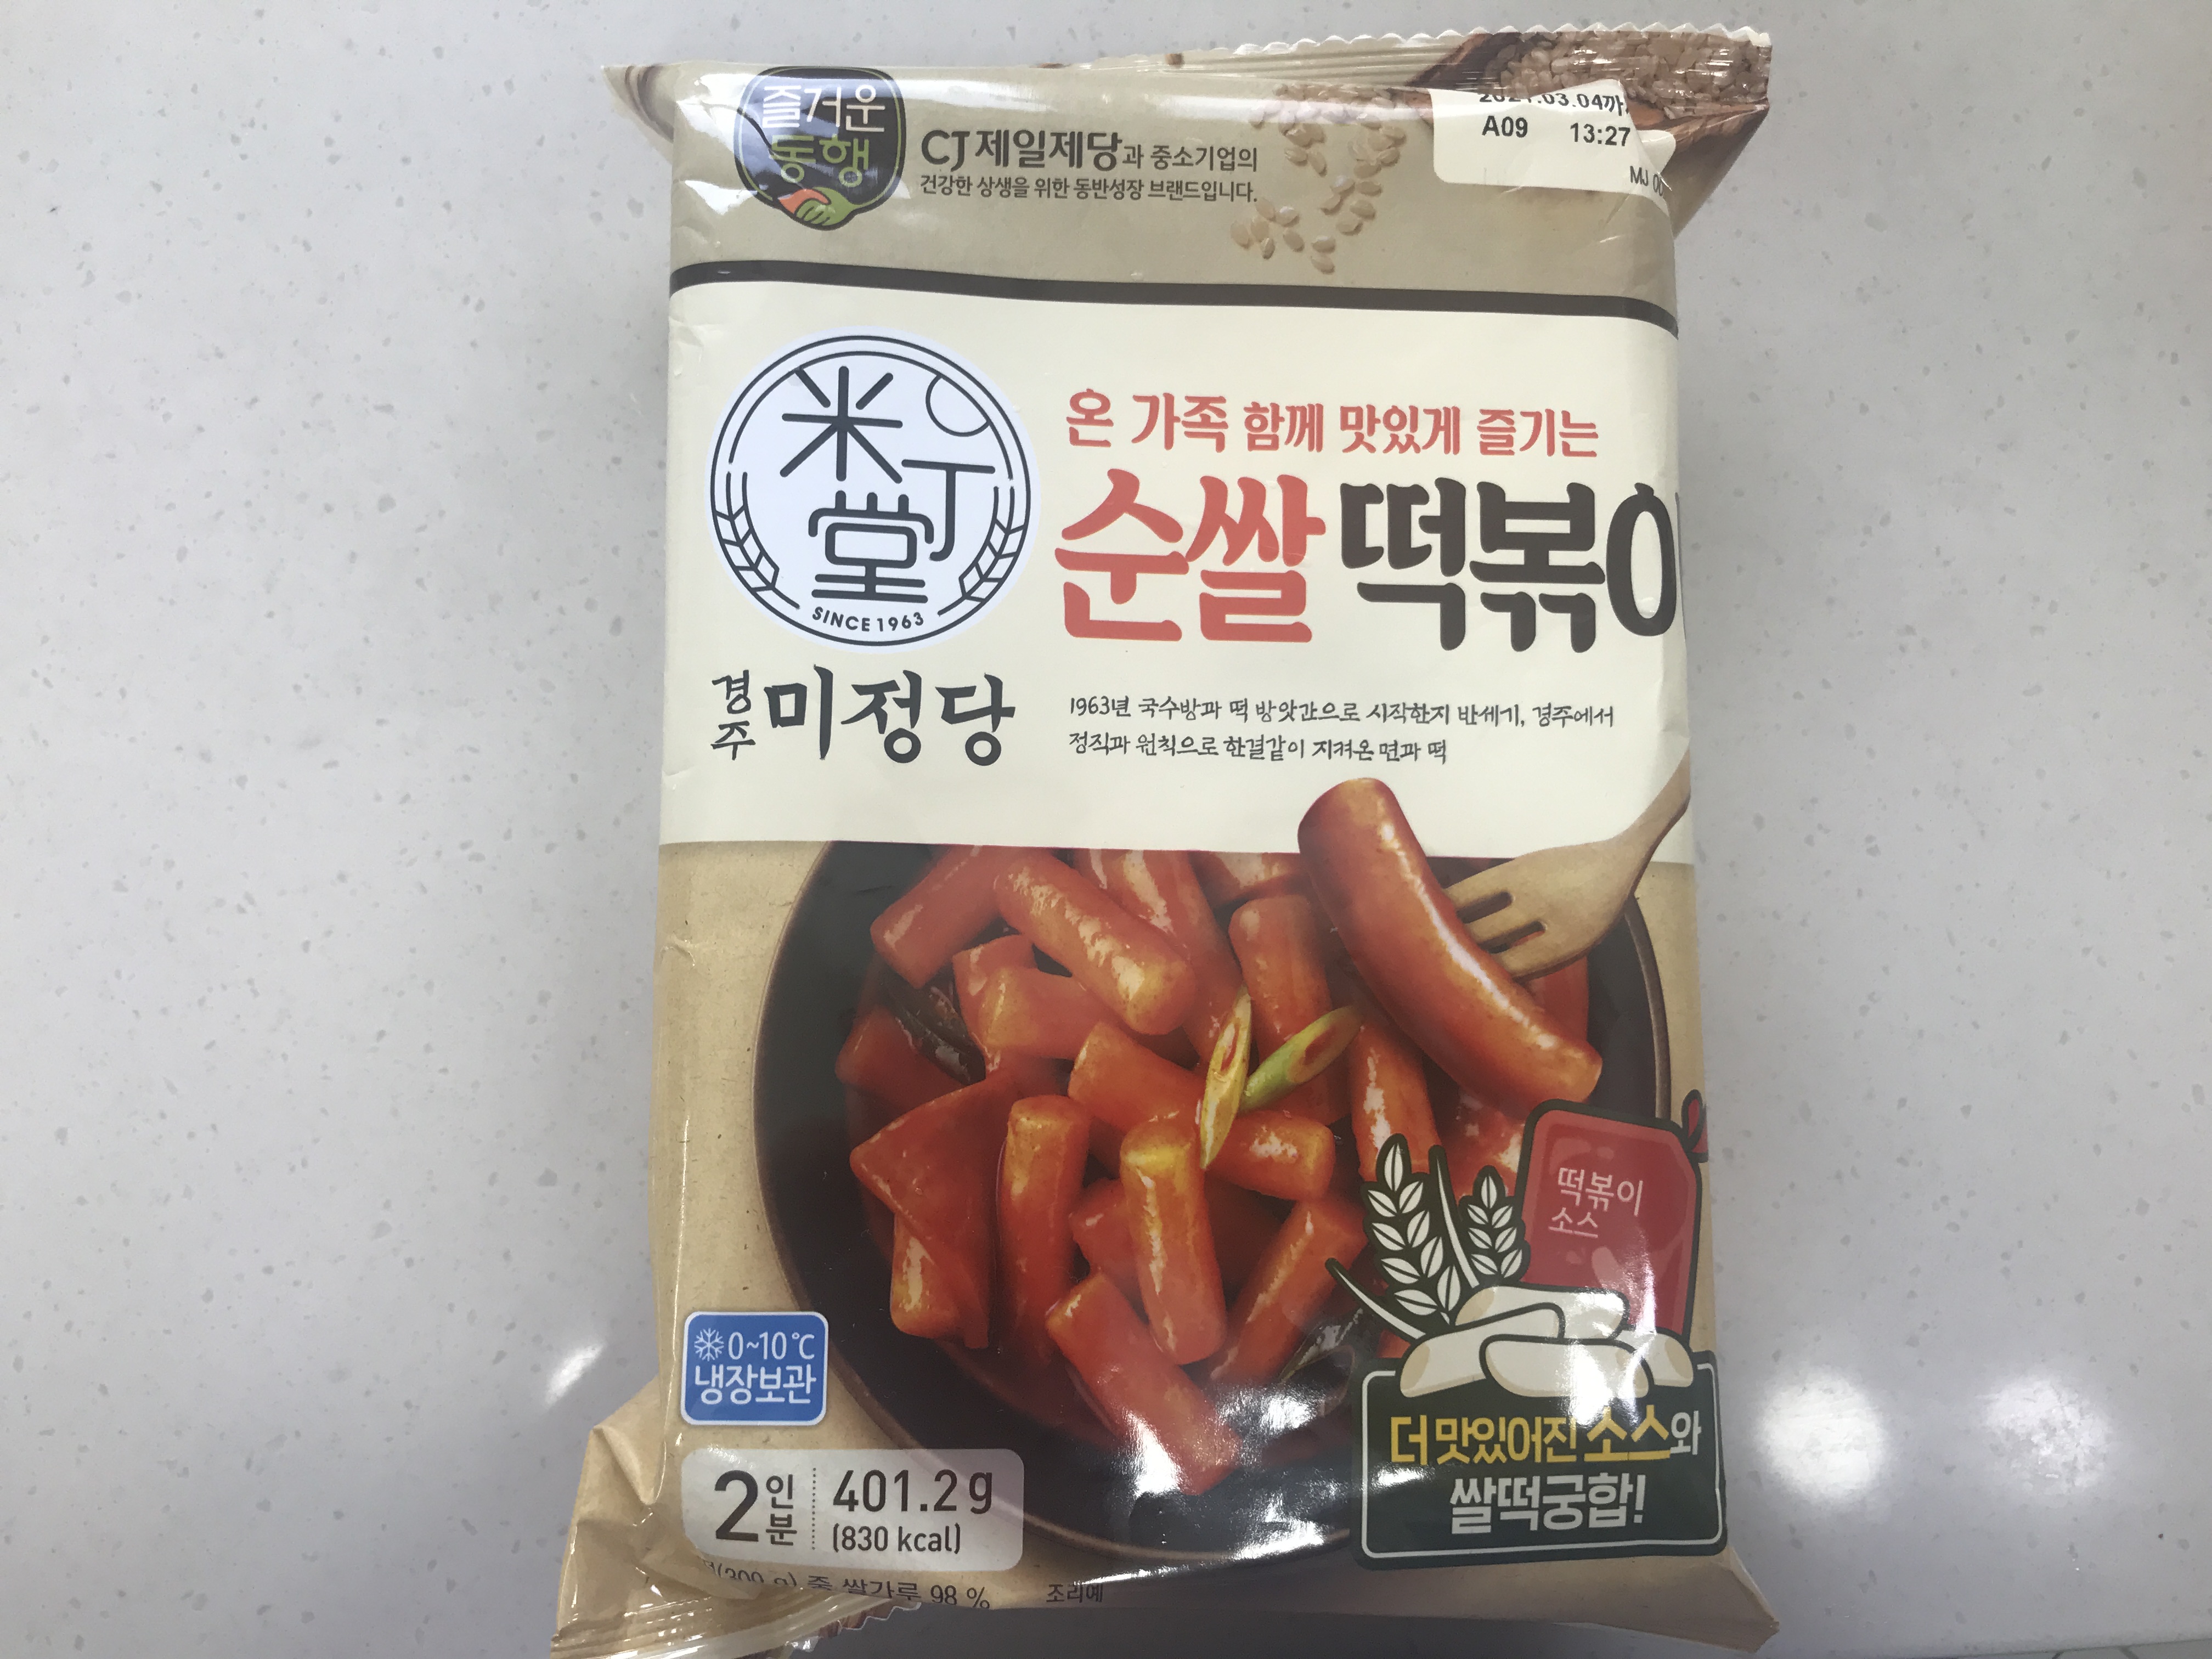 즐거운
동행
CJ제일제당과 중소기업의
건강한 상생을 위한 동반성장 브랜드입니다.
.03.04까
A09 13:27
MJ
米丁
堂
SINCE 1963
경주 미정당
온 가족 함께 맛있게 즐기는
순쌀 떡볶이
1963년 국수방과 떡 방앗간으로 시작한지 반세기, 경주에서
정직과 원칙으로 한결같이 지켜온 면과 떡
떡볶이
소스
더 맛있어진 소스와
쌀떡궁합!
0~10℃
냉장보관
2인분 401.2g
(830 kcal)
(300 g) 중 쌀가루 98 %
조리예